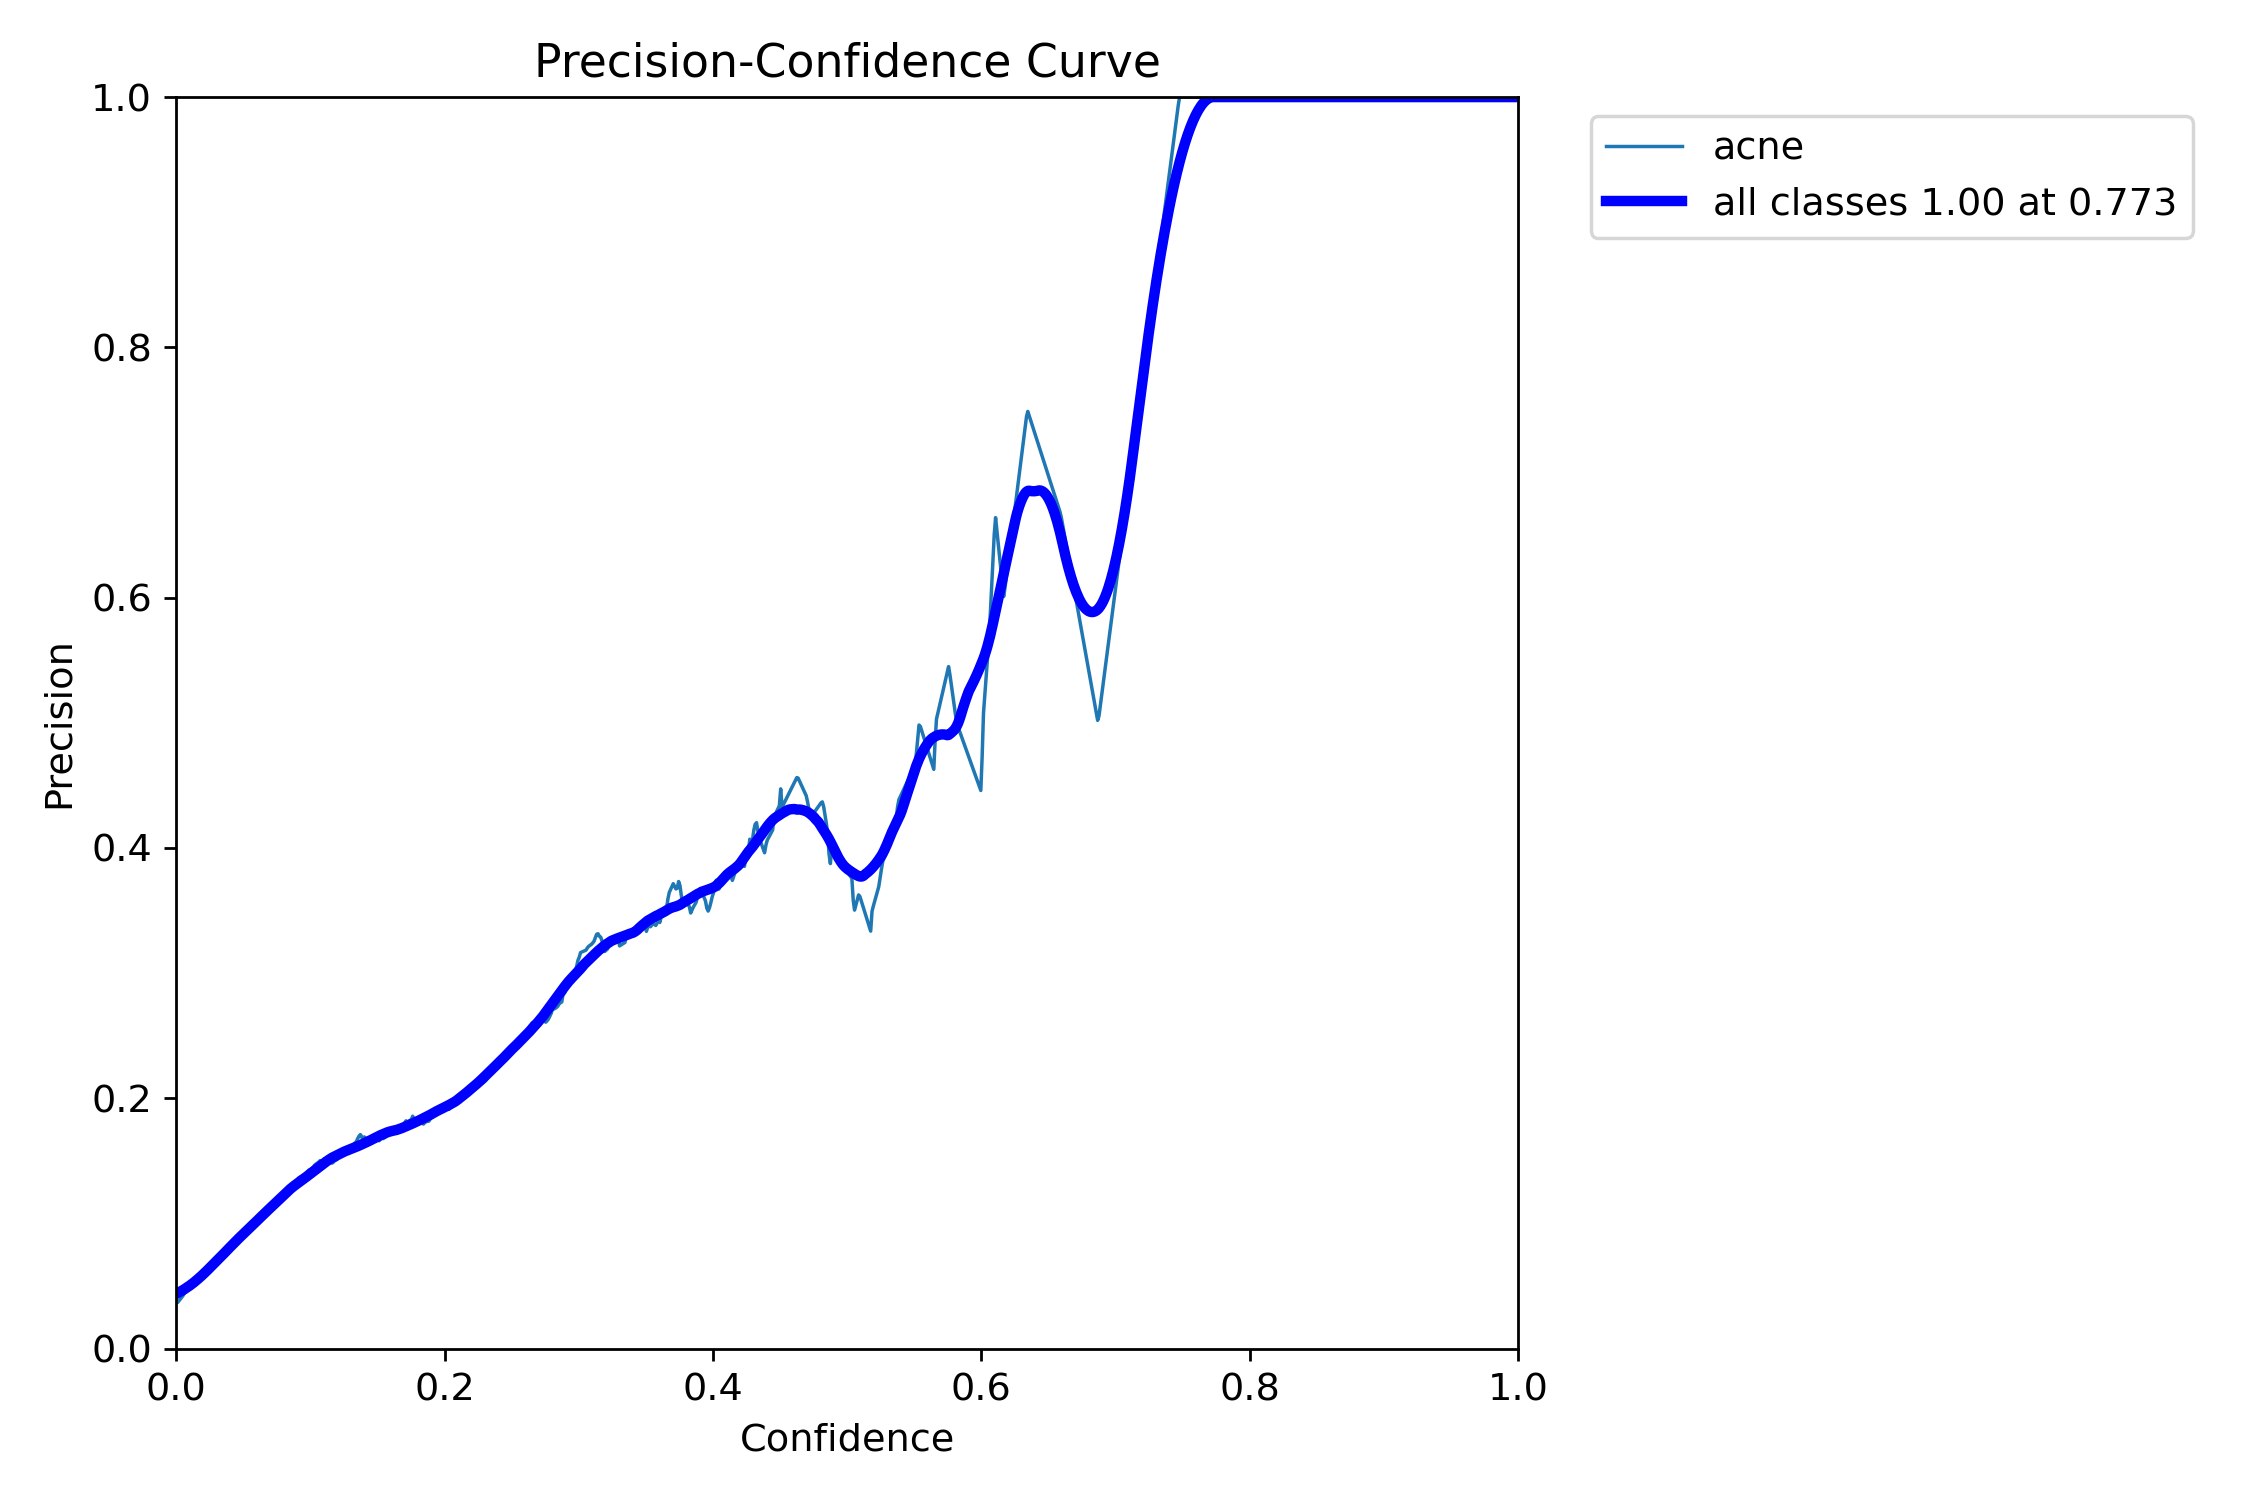 Precision-Confidence Curve
1.0
0.8
0.6
0.4
0.2
0.0
Precision
0.0 0.2 0.4 0.6 0.8 1.0
Confidence
acne
all classes 1.00 at 0.773